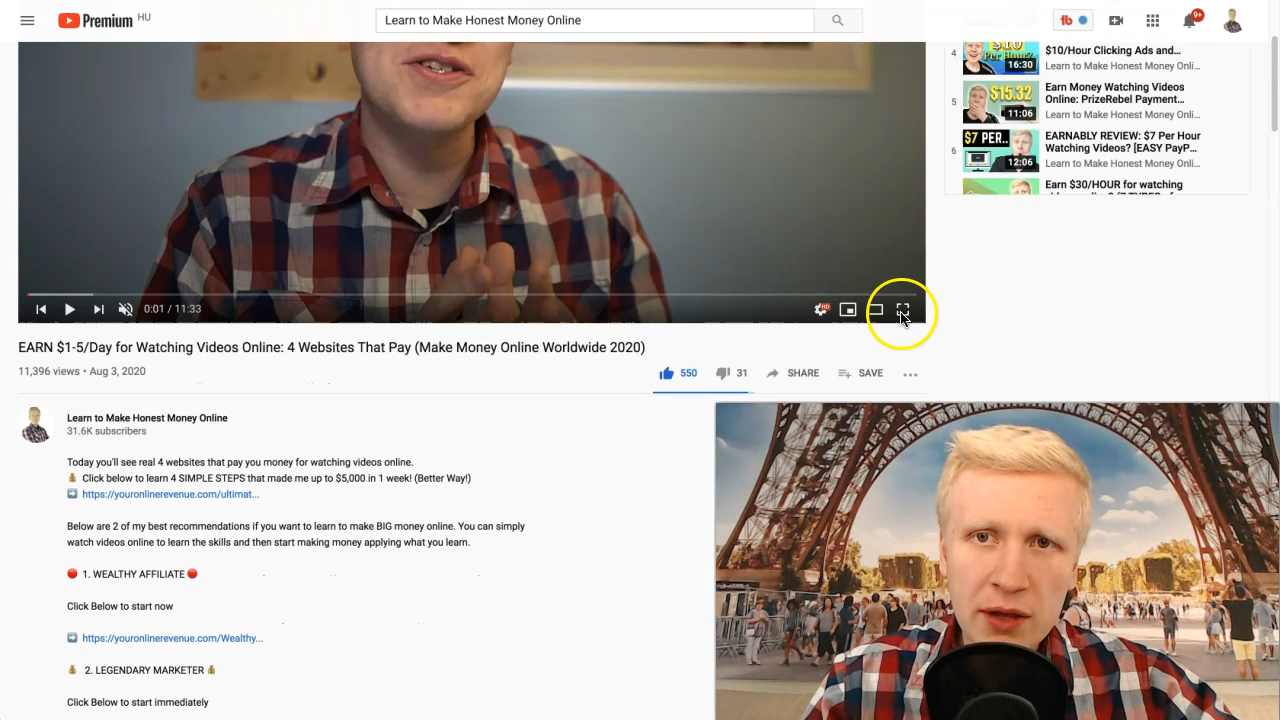 Premium HU
Learn to Make Honest Money Online
9+
4
$10/Hour Clicking Ads and...
Learn to Make Honest Money Onli...
16:30
5
Earn Money Watching Videos
Online: PrizeRebel Payment...
Learn to Make Honest Money Onli...
$15.32
11:06
6
EARNABLY REVIEW: $7 Per Hour
Watching Videos? [EASY PayP...
Learn to Make Honest Money Onli...
$7 PER..
12:06
Earn $30/HOUR for watching
0:01 / 11:33
HD
EARN $1-5/Day for Watching Videos Online: 4 Websites That Pay (Make Money Online Worldwide 2020)
11,396 views • Aug 3, 2020
550
31
SHARE
SAVE
Learn to Make Honest Money Online
31.6K subscribers
Today you'll see real 4 websites that pay you money for watching videos online.
Click below to learn 4 SIMPLE STEPS that made me up to $5,000 in 1 week! (Better Way!)
https://youronlinerevenue.com/ultimat...
Below are 2 of my best recommendations if you want to learn to make BIG money online. You can simply
watch videos online to learn the skills and then start making money applying what you learn.
1. WEALTHY AFFILIATE
Click Below to start now
https://youronlinerevenue.com/Wealthy...
2. LEGENDARY MARKETER
Click Below to start immediately